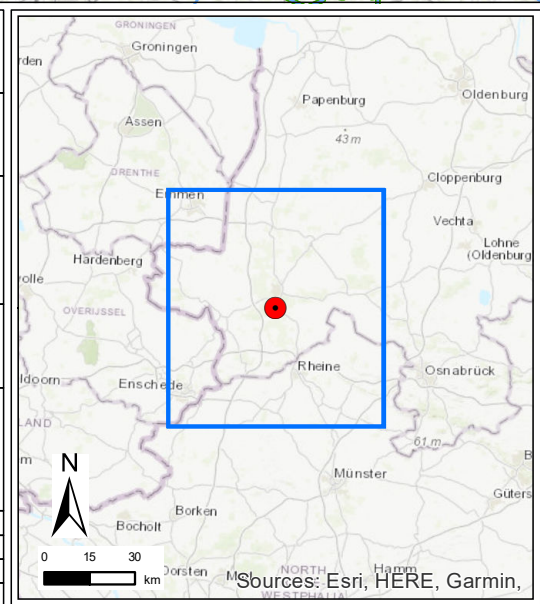 GRONINGEN
Groningen
rden
Oldenburg
Papenburg
Assen
43 m
DRENTHE
Cloppenburg
Emmen
Vechta
Lohne
(Oldenburg
Hardenberg
volle
OVERIJSSEL
Rheine
Osnabrück
ldoorn
Enschede
LAND
61 m
N
m
B
Münster
Güters
Borken
Bocholt
0 15 30
km
Dorsten
NORTH
Hamm
WESTPHALIA
Sources: Esri, HERE, Garmin,